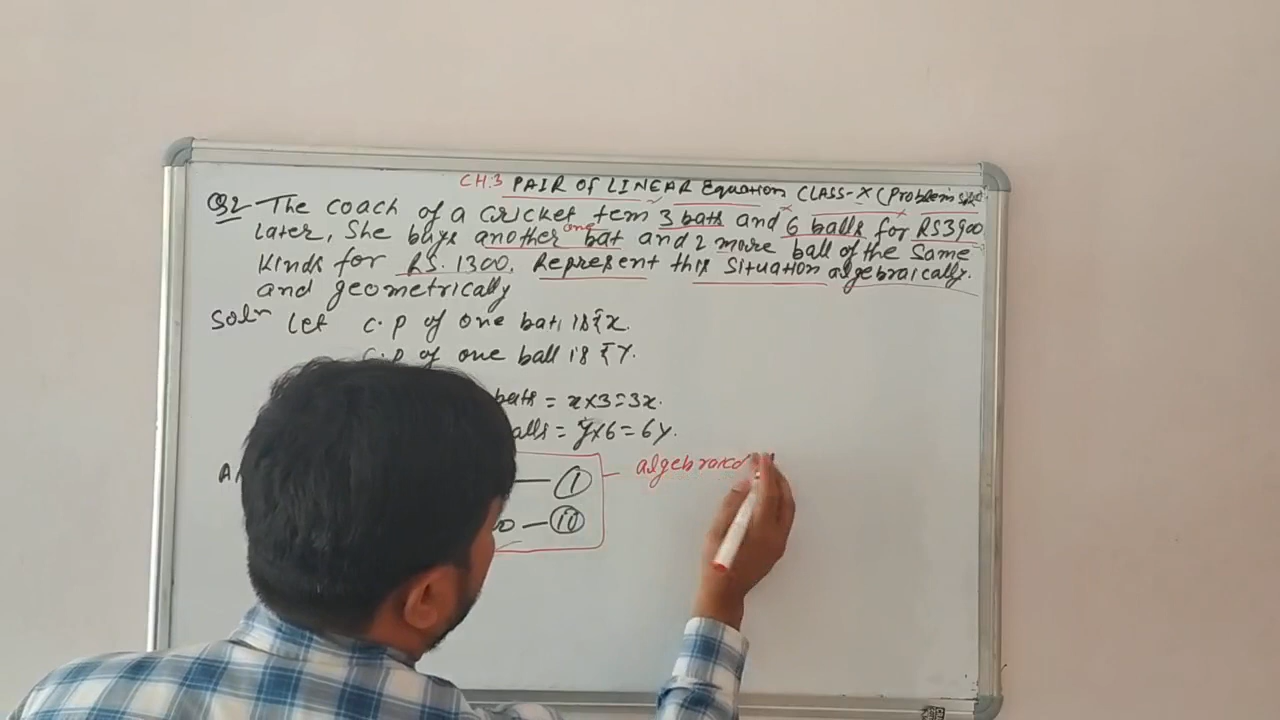 CH.3 PAIR OF LINEAR Equation CLASS-X (Problem
Q2 The coach of a cricket tem 3 bats and 6 balls for RS3900
later, She buys another one bat and 2 more ball of the same
kinds for RS. 1300. Represent this situation algebraically.
and geometrically
Soln Let C.P of one bat is ₹x.
C.P of one ball is ₹y.
bats = x×3=3x.
alls = y×6=6y.
algebraica
A
— (i)
— (ii)